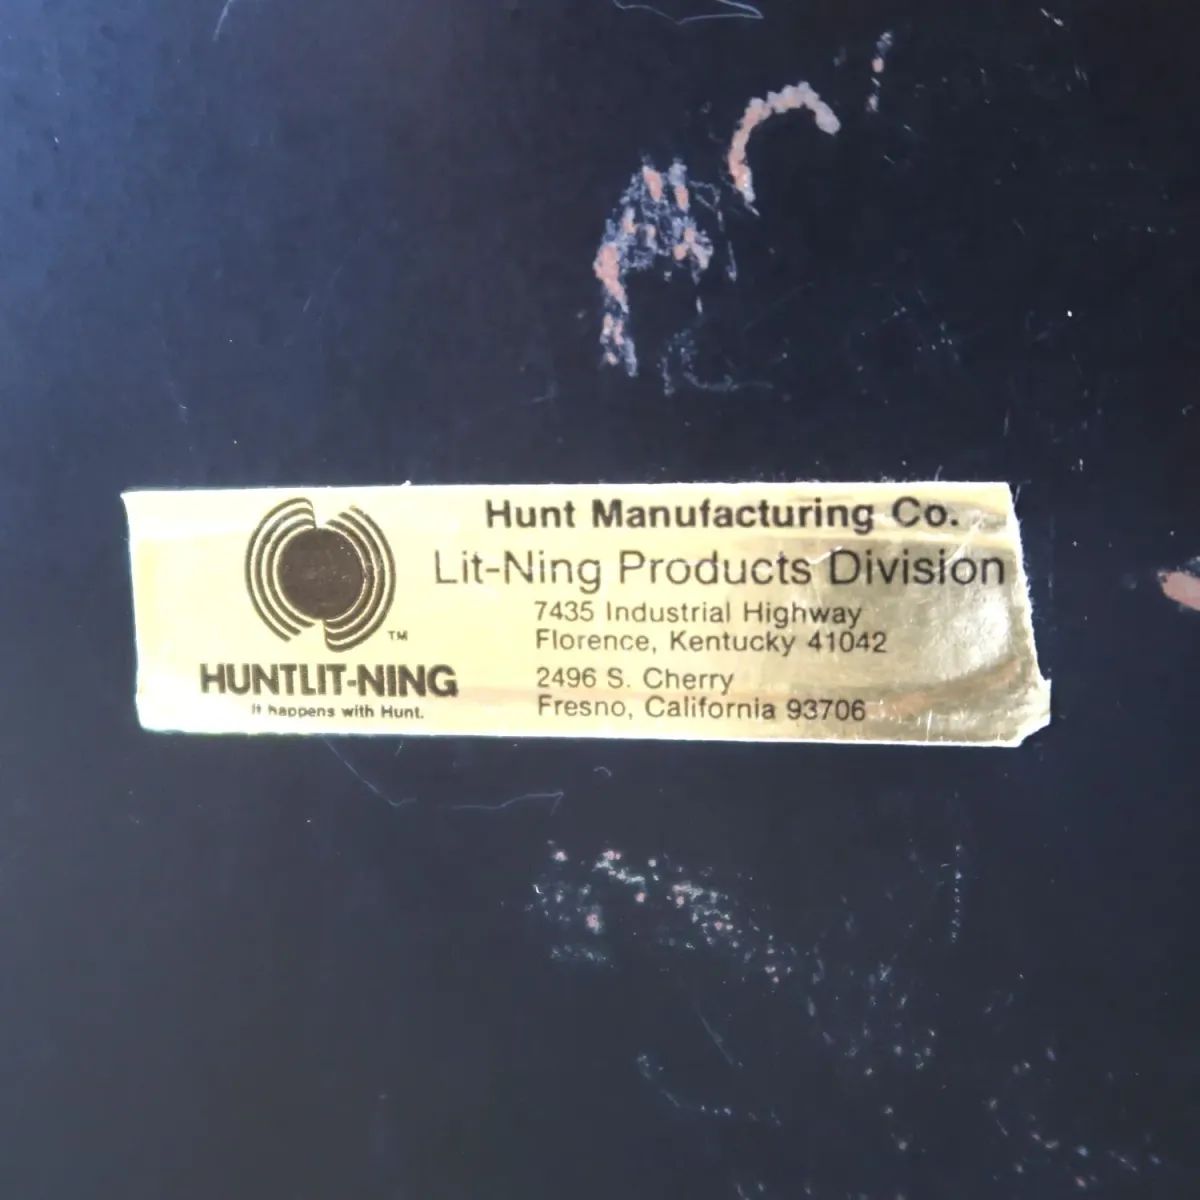 Hunt Manufacturing Co.
Lit-Ning Products Division
7435 Industrial Highway
Florence, Kentucky 41042
2496 S. Cherry
Fresno, California 93706
TM
HUNTLIT-NING
It happens with Hunt.